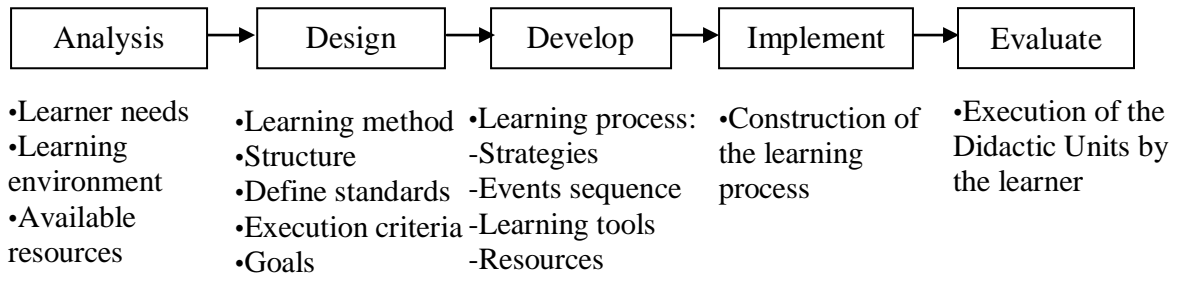 Analysis
Design
Develop
Implement
Evaluate
•Learner needs
•Learning
environment
•Available
resources
•Learning method
•Structure
•Define standards
•Execution criteria
•Goals
•Learning process:
-Strategies
-Events sequence
-Learning tools
-Resources
•Construction of
the learning
process
•Execution of the
Didactic Units by
the learner